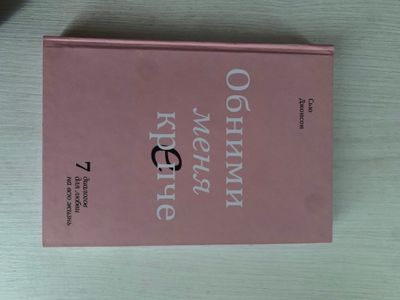 Сью
Джонсон
Обними
меня
крепче
7
диалогов
для любви
на всю жизнь